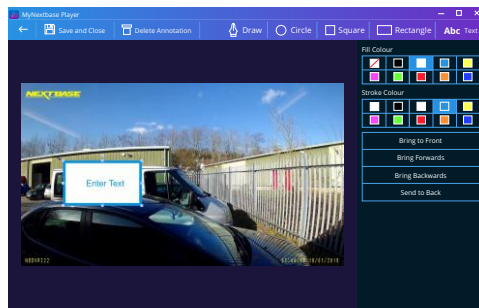 MyNextbase Player
Save and Close
Delete Annotation
Draw
Circle
Square
Rectangle
Abc Text
Fill Colour
Stroke Colour
Bring to Front
Bring Forwards
Bring Backwards
Send to Back
NEXTBASE
Enter Text